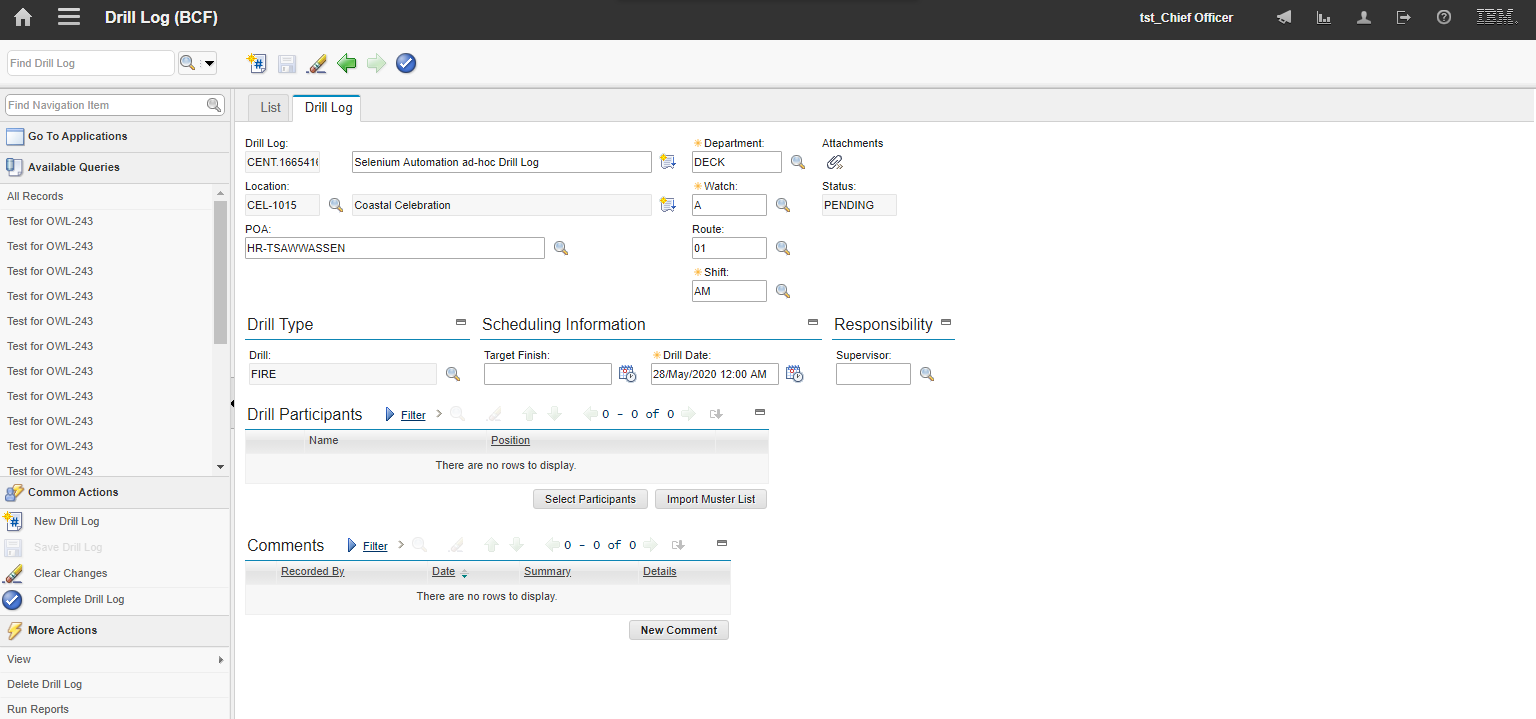 Drill Log (BCF)
tst_Chief Officer
IBM.
Find Drill Log
Find Navigation Item
List
Drill Log
Go To Applications
Available Queries
All Records
Test for OWL-243
Test for OWL-243
Test for OWL-243
Test for OWL-243
Test for OWL-243
Test for OWL-243
Test for OWL-243
Test for OWL-243
Test for OWL-243
Test for OWL-243
Test for OWL-243
Common Actions
New Drill Log
Save Drill Log
Clear Changes
Complete Drill Log
More Actions
View
Delete Drill Log
Run Reports
Drill Log:
CENT.166541
Selenium Automation ad-hoc Drill Log
Department:
DECK
Attachments
Location:
CEL-1015
Coastal Celebration
Watch:
A
Status:
PENDING
POA:
HR-TSAWWASSEN
Route:
01
Shift:
AM
Drill Type
Scheduling Information
Responsibility
Drill:
FIRE
Target Finish:
Drill Date:
28/May/2020 12:00 AM
Supervisor:
Drill Participants
Filter
0 - 0 of 0
Name
Position
There are no rows to display.
Select Participants
Import Muster List
Comments
Filter
0 - 0 of 0
Recorded By
Date
Summary
Details
There are no rows to display.
New Comment